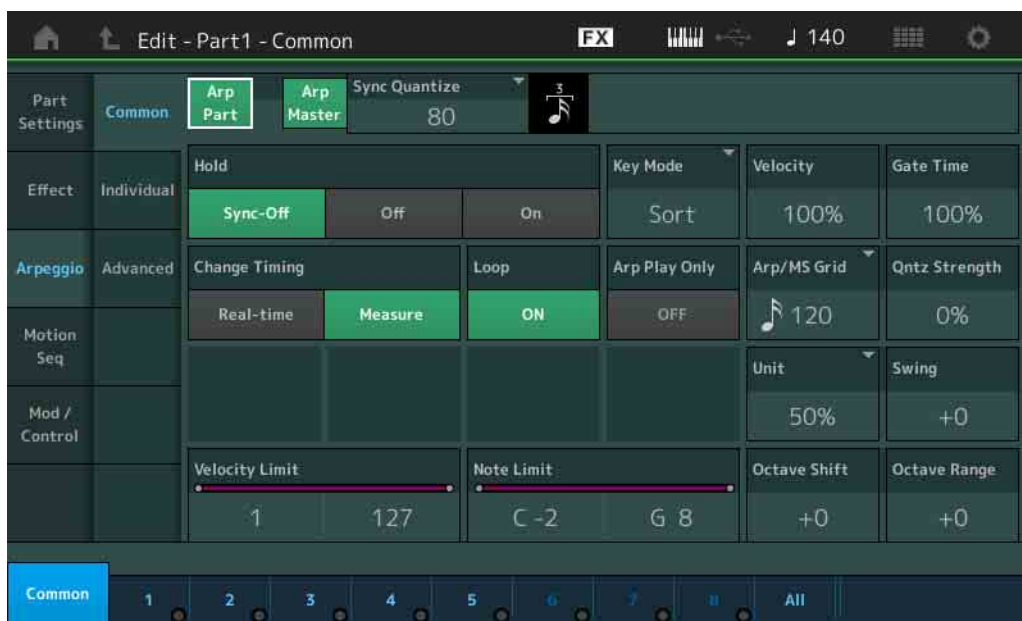 Edit - Part1 - Common
FX
140
Part
Settings
Common
Arp
Part
Arp
Master
Sync Quantize
80
3
Effect
Individual
Hold
Sync-Off
Off
On
Key Mode
Sort
Velocity
100%
Gate Time
100%
Arpeggio
Advanced
Change Timing
Real-time
Measure
Loop
ON
Arp Play Only
OFF
Arp/MS Grid
120
Qntz Strength
0%
Motion
Seq
Unit
50%
Swing
+0
Mod /
Control
Velocity Limit
1 127
Note Limit
C -2 G 8
Octave Shift
+0
Octave Range
+0
Common 1 2 3 4 5 6 7 8 All